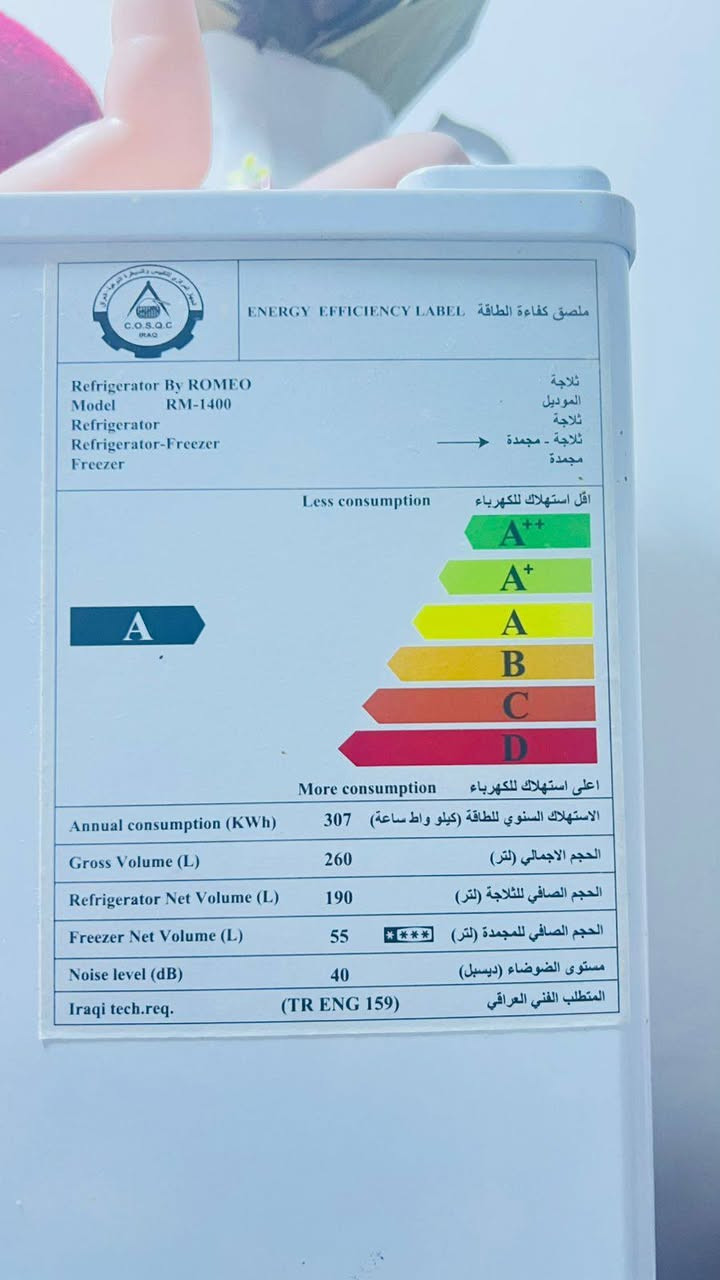 C.O.S.Q.C
IRAQ
ENERGY EFFICIENCY LABEL ملصق كفاءة الطاقة
Refrigerator By ROMEO ثلاجة
Model RM-1400 الموديل
Refrigerator ثلاجة
Refrigerator-Freezer ثلاجة - مجمدة
Freezer مجمدة
Less consumption اقل استهلاك للكهرباء
A++
A+
A A
B
C
D
More consumption اعلى استهلاك للكهرباء
Annual consumption (KWh) 307 الاستهلاك السنوي للطاقة (كيلو واط ساعة)
Gross Volume (L) 260 الحجم الاجمالي (لتر)
Refrigerator Net Volume (L) 190 الحجم الصافي للثلاجة (لتر)
Freezer Net Volume (L) 55 **** الحجم الصافي للمجمدة (لتر)
Noise level (dB) 40 مستوى الضوضاء (ديسبل)
Iraqi tech.req. (TR ENG 159) المتطلب الفني العراقي